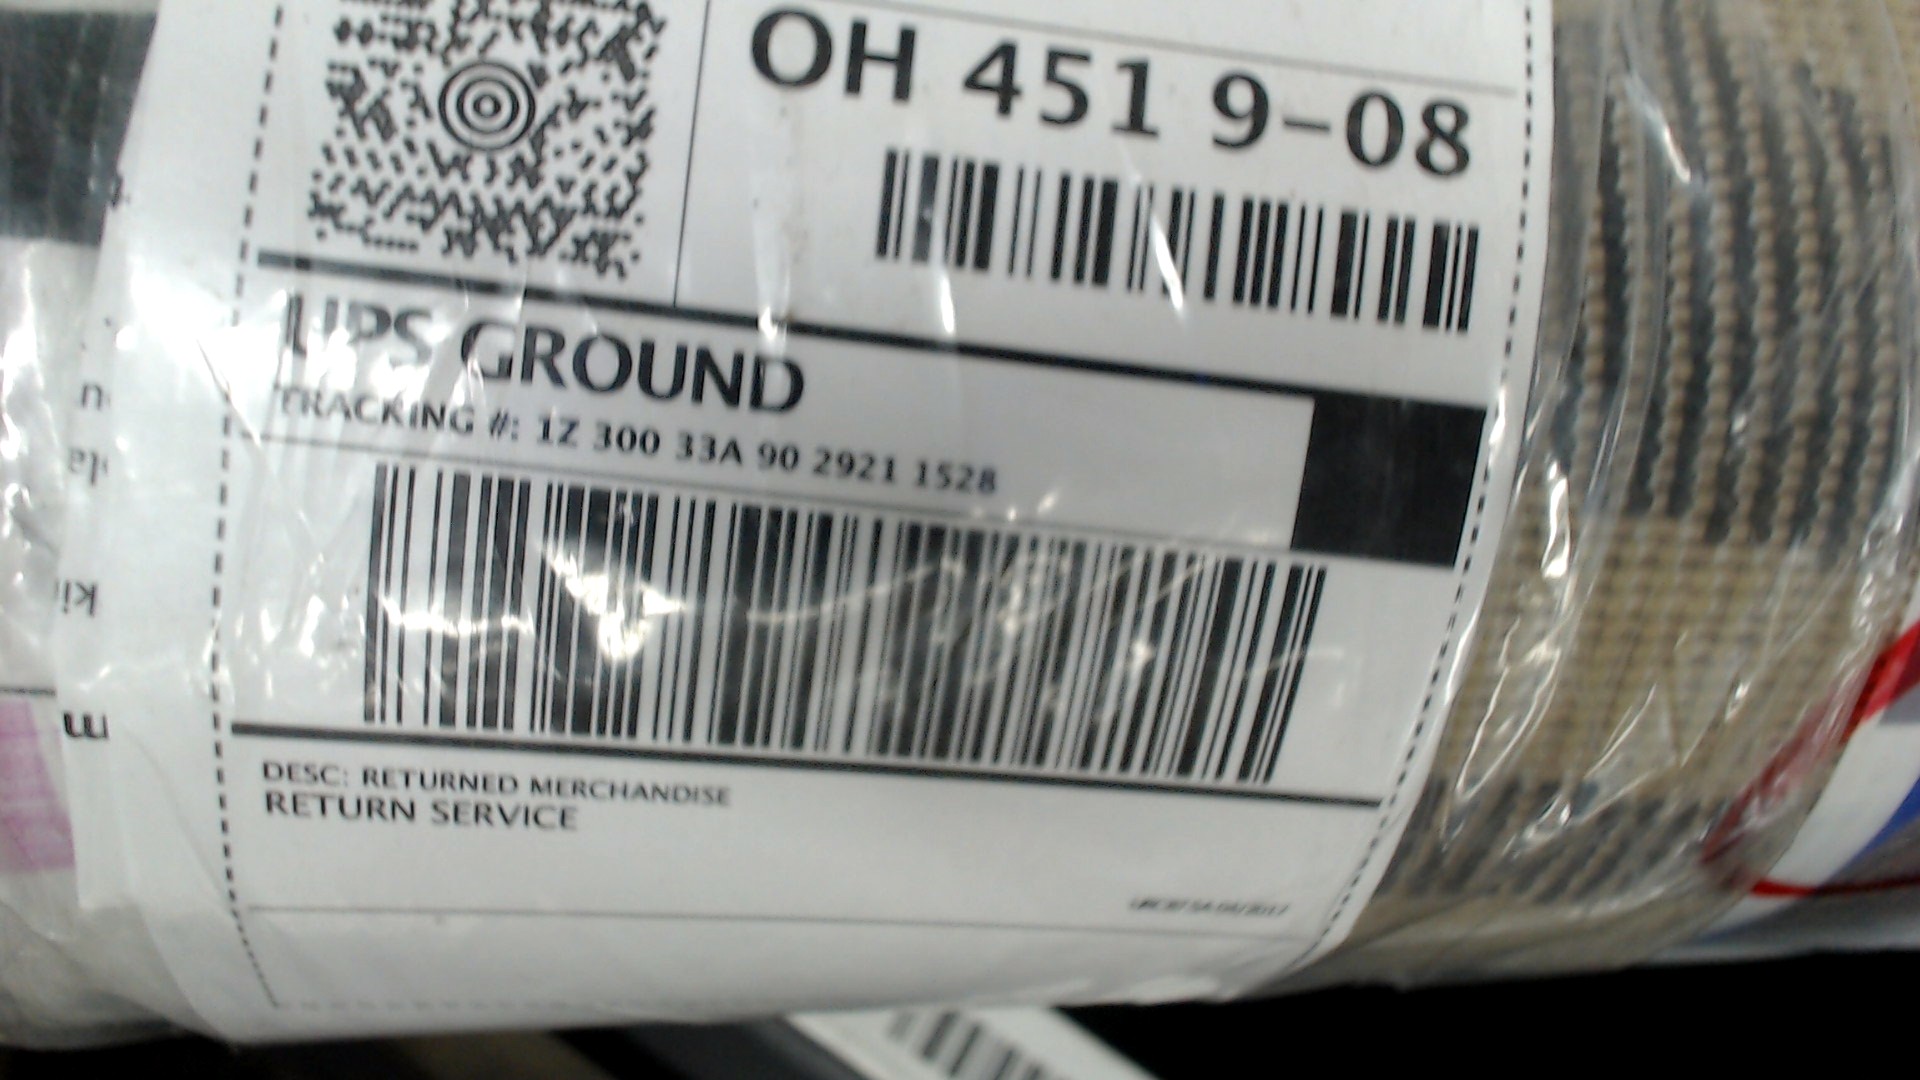 OH 451 9-08
UPS GROUND
TRACKING #: 1Z 300 33A 90 2921 1528
DESC: RETURNED MERCHANDISE
RETURN SERVICE